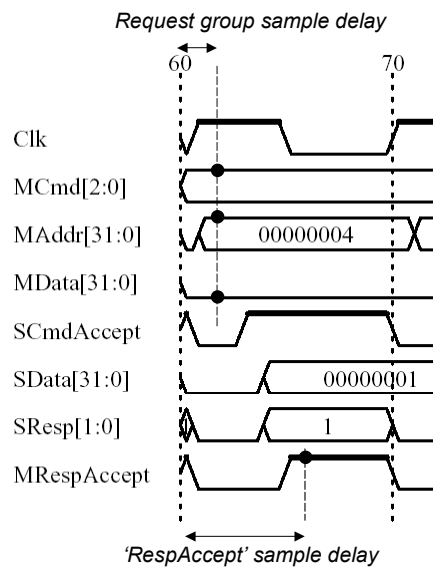 Request group sample delay
60 70
Clk
MCmd[2:0]
MAddr[31:0] 00000004
MData[31:0]
SCmdAccept
SData[31:0] 00000001
SResp[1:0] 1
MRespAccept
‘RespAccept’ sample delay